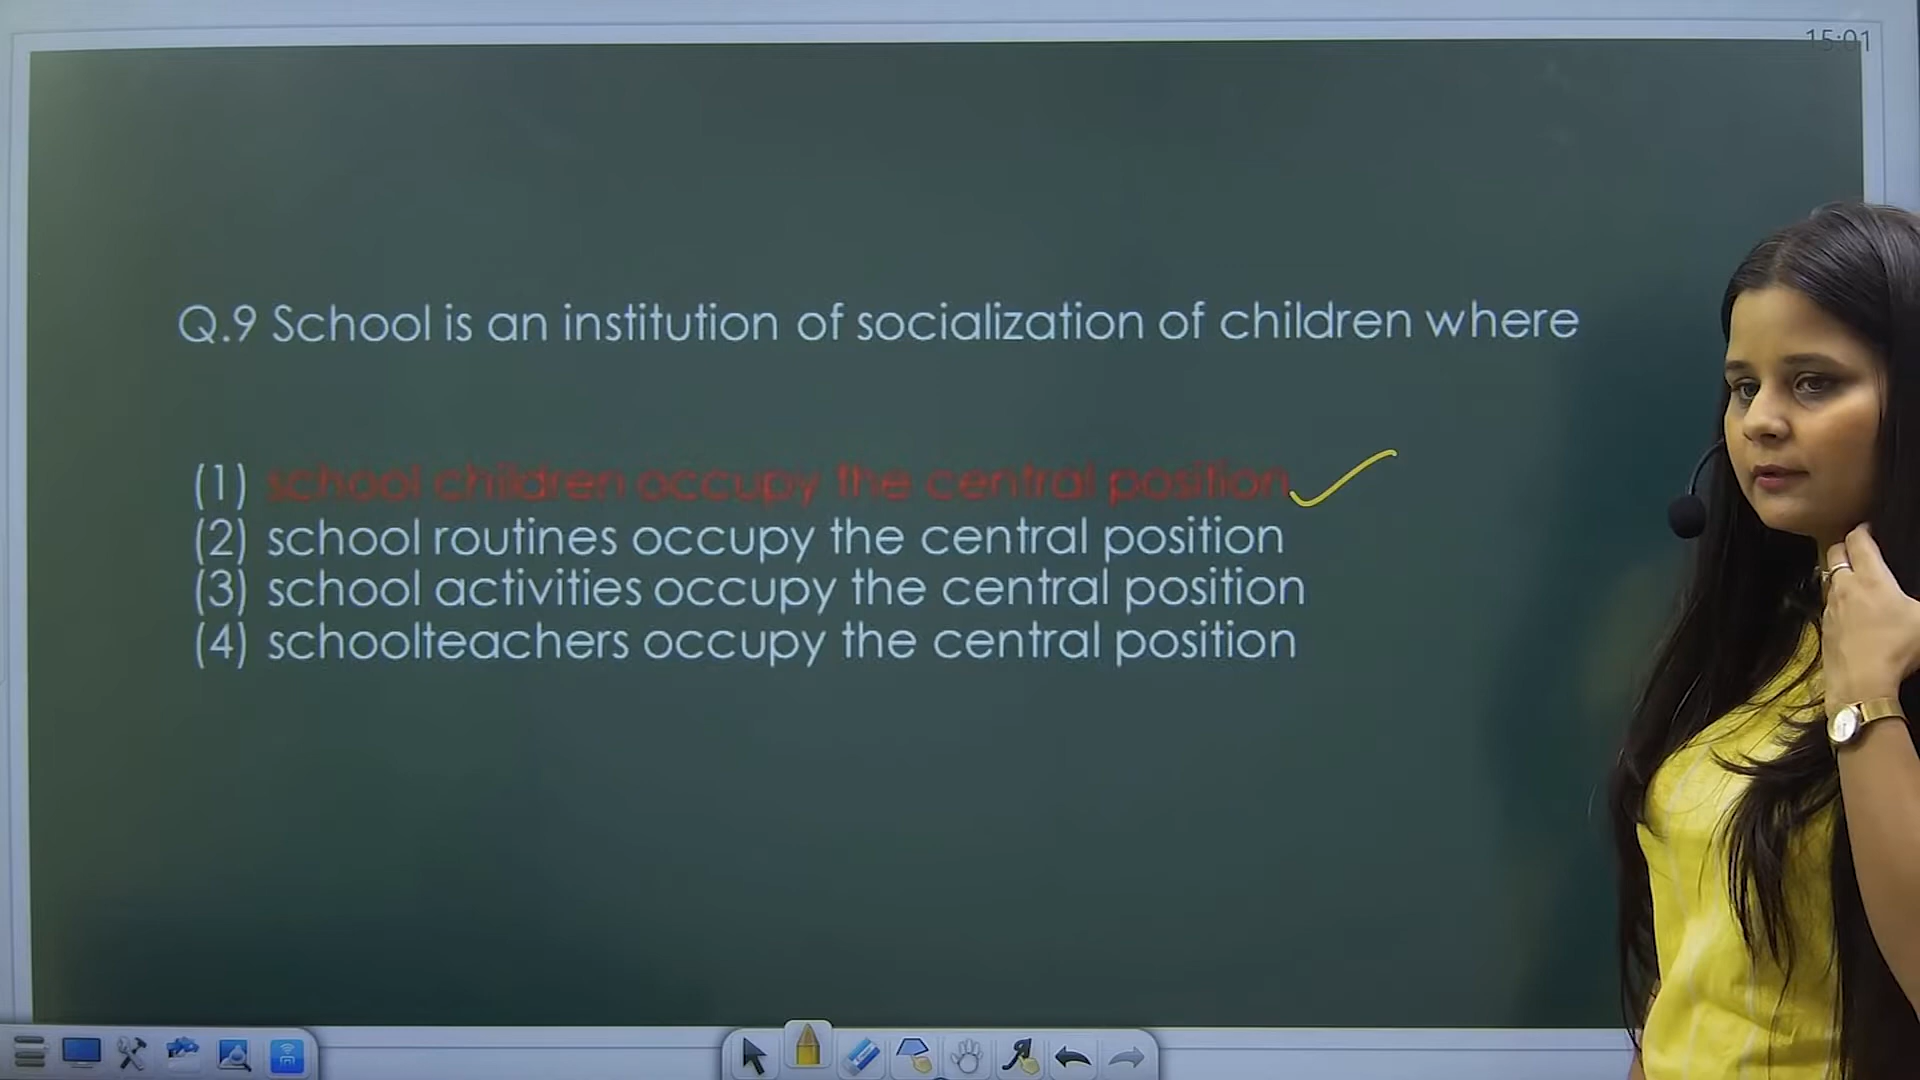 15:01
Q.9 School is an institution of socialization of children where
(1) school children occupy the central position
(2) school routines occupy the central position
(3) school activities occupy the central position
(4) schoolteachers occupy the central position